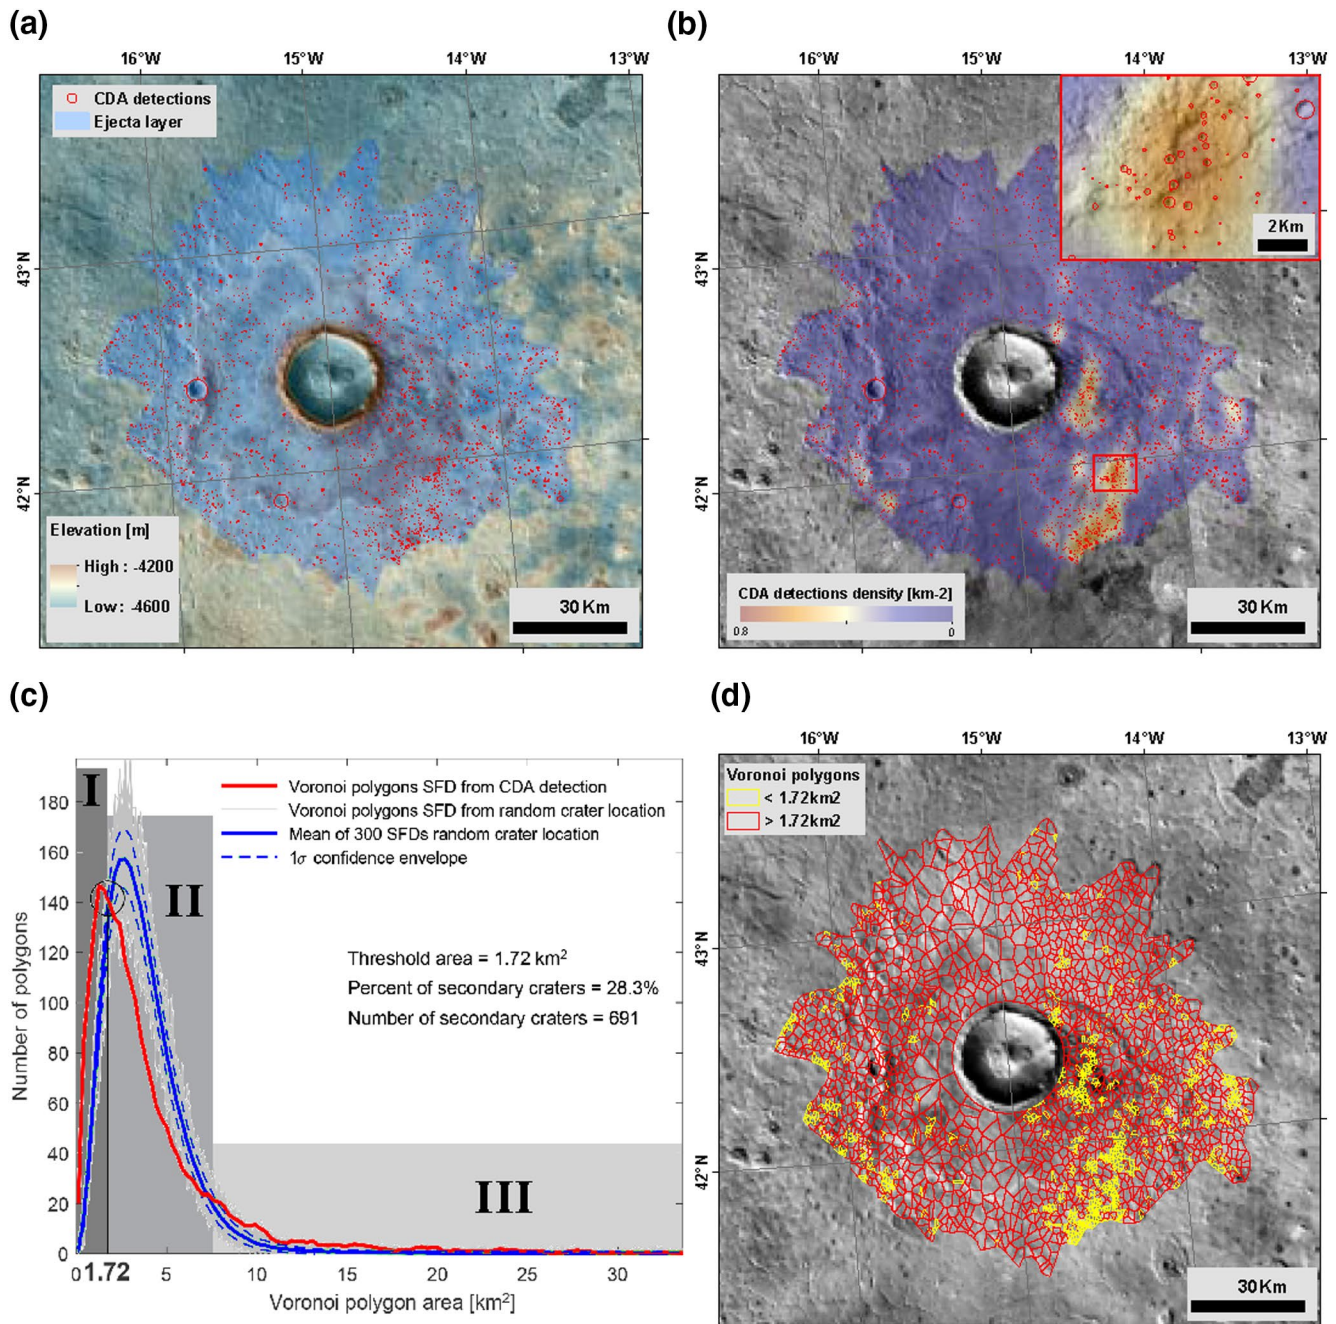 (a)
16°W 15°W 14°W 13°W
CDA detections
Ejecta layer
43°N
42°N
Elevation [m]
High : -4200
Low : -4600
30 Km
(b)
16°W 15°W 14°W 13°W
2Km
43°N
42°N
CDA detections density [km-2]
0.8 0
30 Km
(c)
I
II
III
Voronoi polygons SFD from CDA detection
Voronoi polygons SFD from random crater location
Mean of 300 SFDs random crater location
1σ confidence envelope
Threshold area = 1.72 km²
Percent of secondary craters = 28.3%
Number of secondary craters = 691
Number of polygons
180
160
140
120
100
80
60
40
20
0
0 1.72 5 10 15 20 25 30
Voronoi polygon area [km²]
(d)
16°W 15°W 14°W 13°W
Voronoi polygons
< 1.72km2
> 1.72km2
43°N
42°N
30 Km